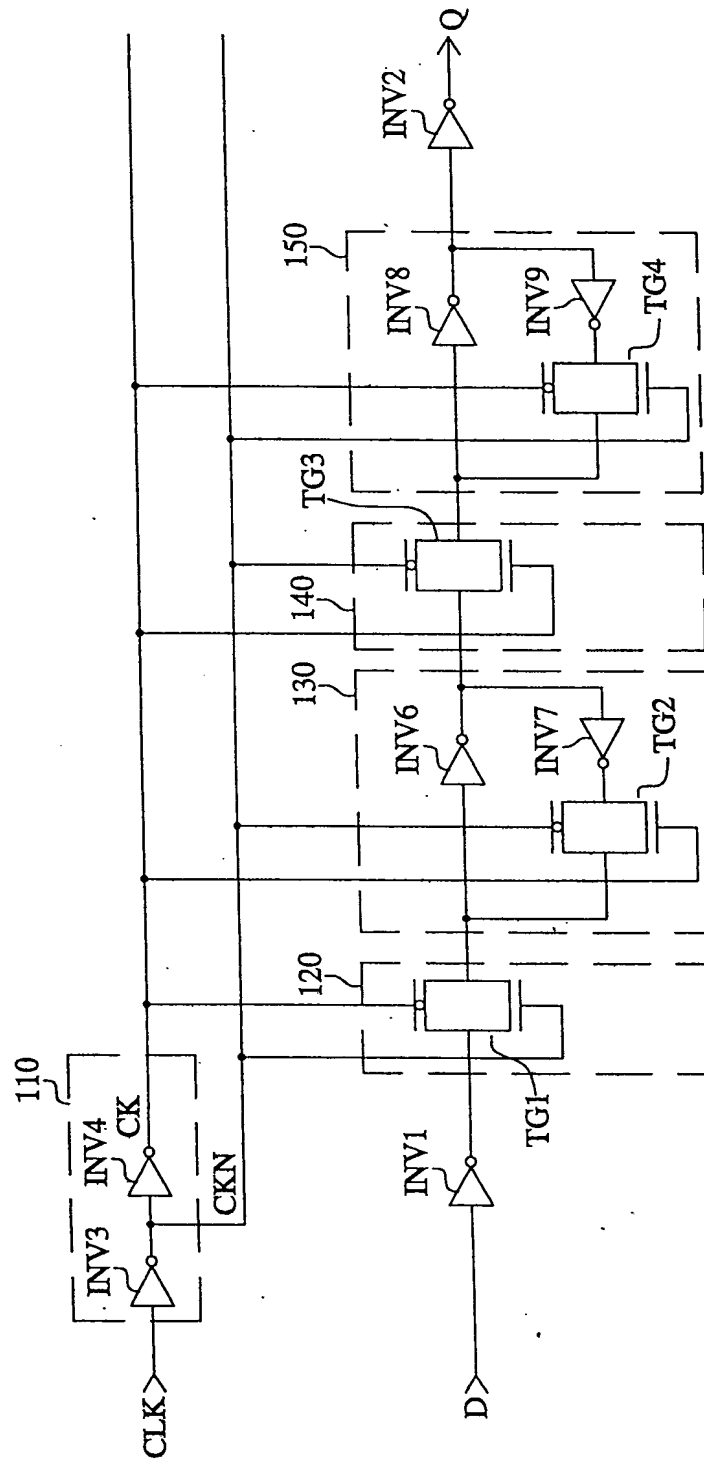 110
INV3
INV4
CK
CLK
CKN
120
130
140
150
TG3
INV6
INV8
INV2
Q
D
INV1
TG1
INV7
TG2
INV9
TG4